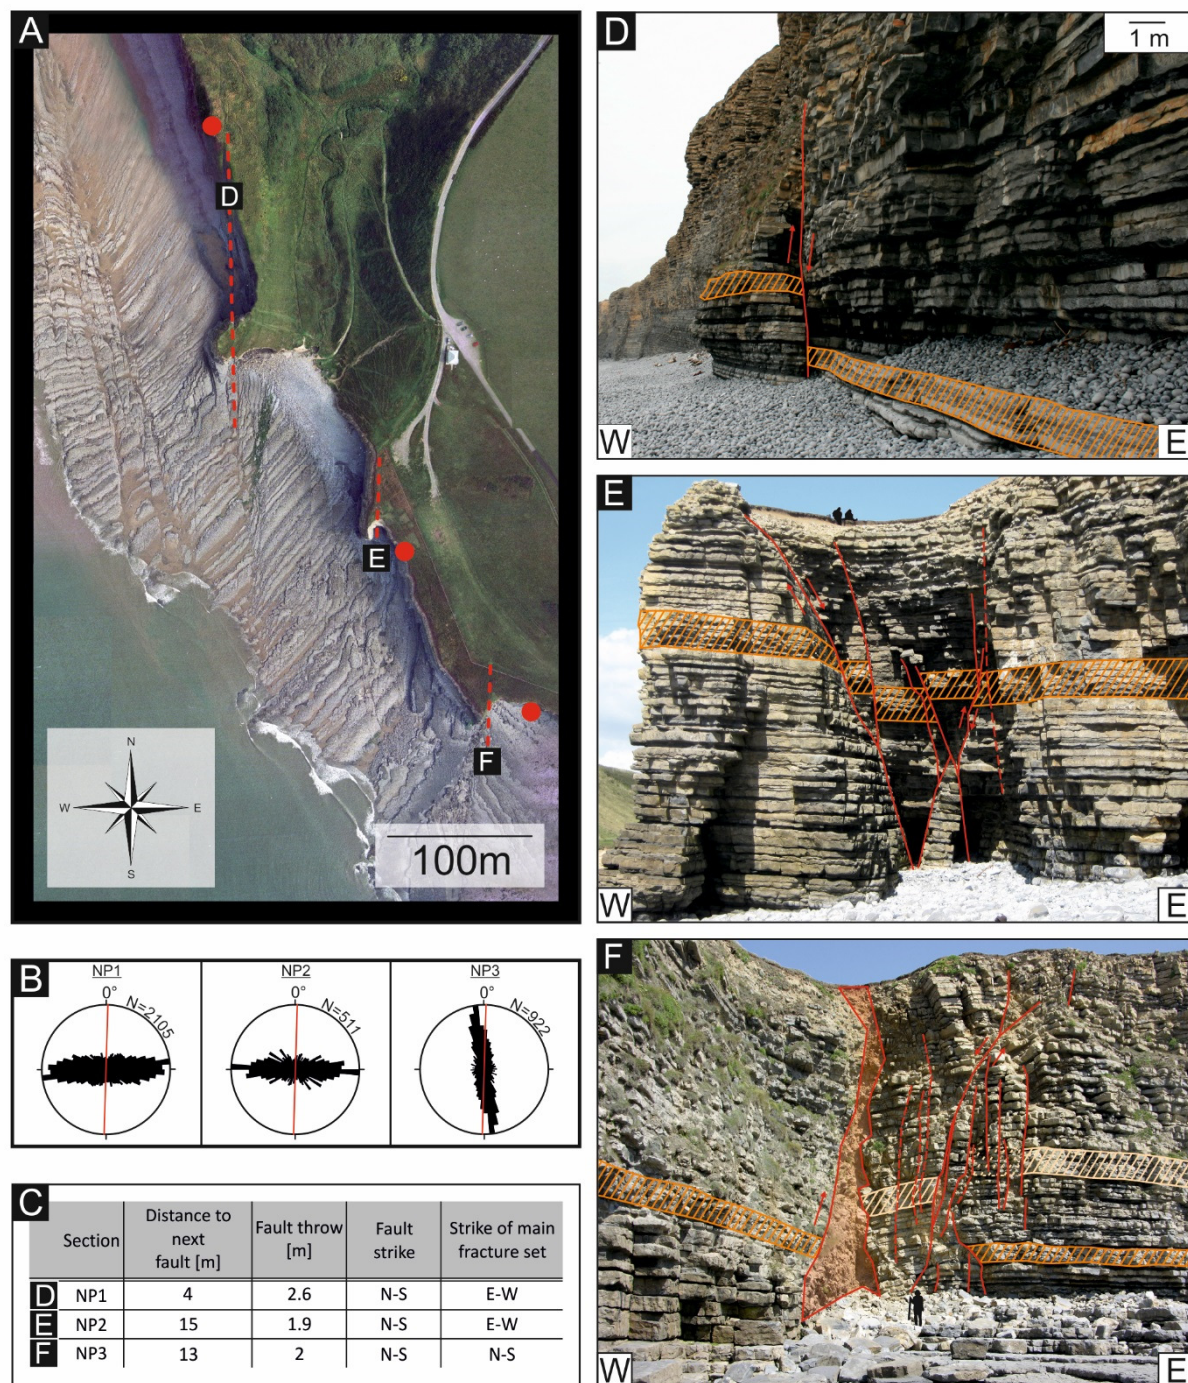 A
D
E
F
N
W
E
S
100m
B
NP1
0°
N=2105
NP2
0°
N=511
NP3
0°
N=922
C
Section
Distance to
next
fault [m]
Fault throw
[m]
Fault
strike
Strike of main
fracture set
D NP1 4 2.6 N-S E-W
E NP2 15 1.9 N-S E-W
F NP3 13 2 N-S N-S
D
1 m
W
E
E
W
E
F
W
E